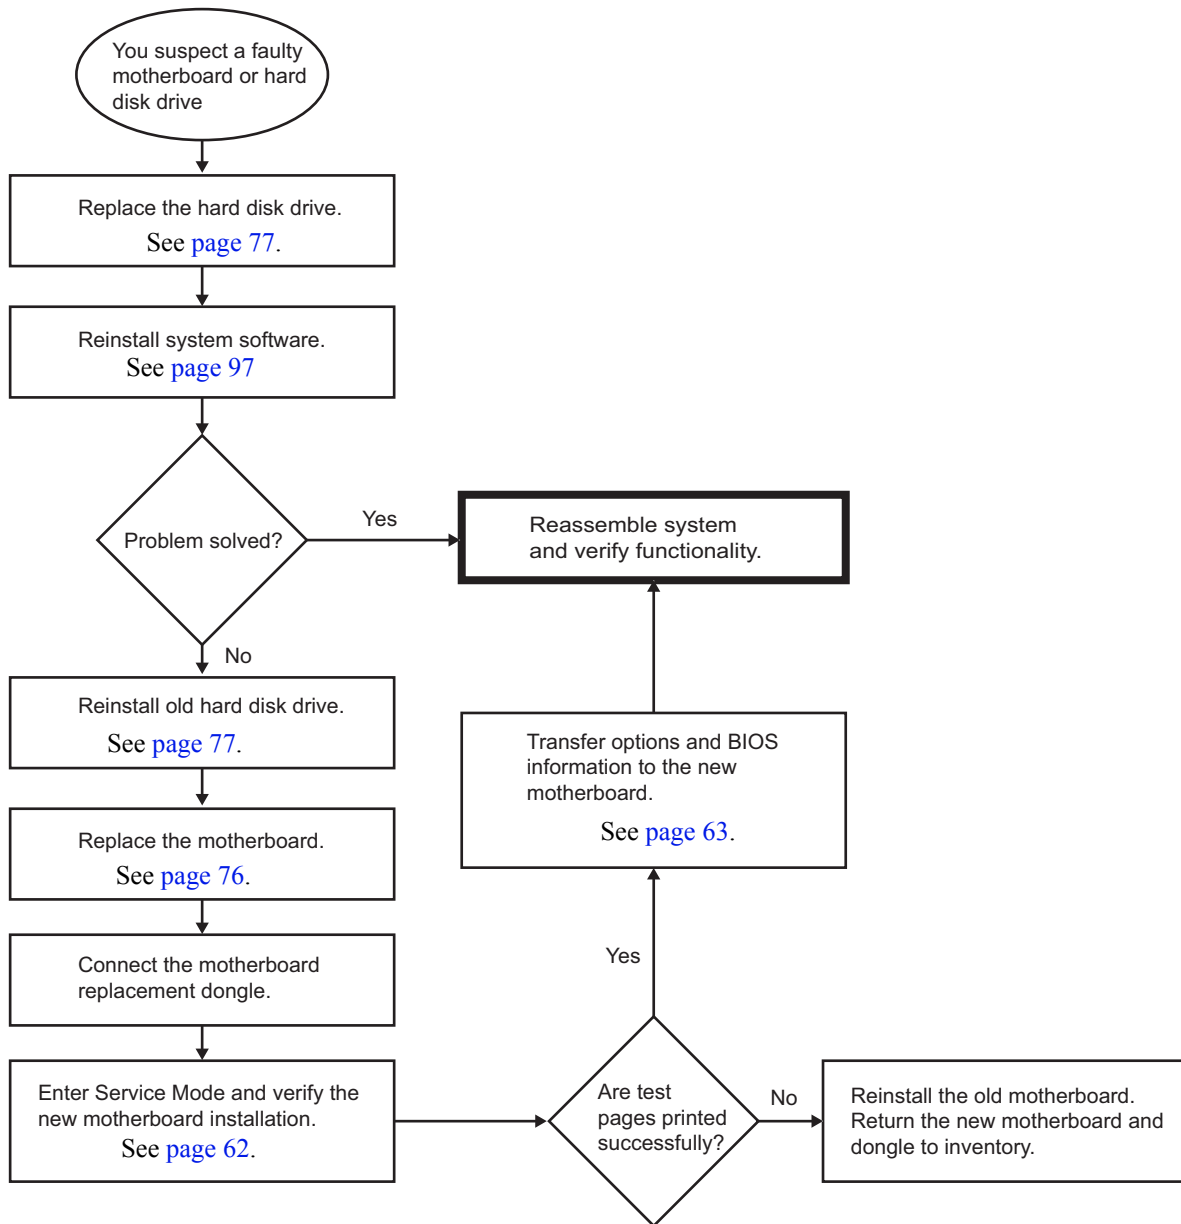 You suspect a faulty
motherboard or hard
disk drive
Replace the hard disk drive.
See page 77.
Reinstall system software.
See page 97
Problem solved?
Yes
Reassemble system
and verify functionality.
No
Reinstall old hard disk drive.
See page 77.
Replace the motherboard.
See page 76.
Connect the motherboard
replacement dongle.
Enter Service Mode and verify the
new motherboard installation.
See page 62.
Are test
pages printed
successfully?
Yes
Transfer options and BIOS
information to the new
motherboard.
See page 63.
No
Reinstall the old motherboard.
Return the new motherboard and
dongle to inventory.